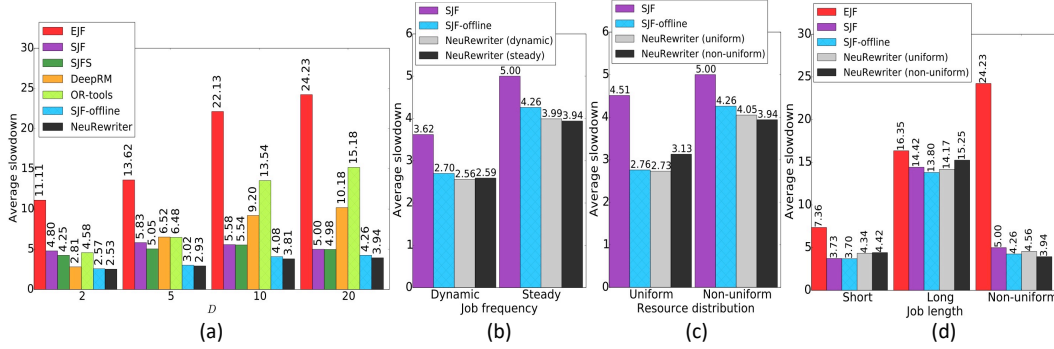 EJF
SJF
SJFS
DeepRM
OR-tools
SJF-offline
NeuRewriter
Average slowdown
30
25
20
15
10
5
0
11.11
4.80
4.25
2.81
4.58
2.57
2.53
13.62
5.83
5.05
6.52
6.48
3.02
2.93
22.13
5.58
5.54
9.20
13.54
4.08
3.81
24.23
5.00
4.98
10.18
15.18
4.26
3.94
2 5 10 20
D
(a)
SJF
SJF-offline
NeuRewriter (dynamic)
NeuRewriter (steady)
Average slowdown
6
5
4
3
2
1
0
3.62
2.70
2.56
2.59
5.00
4.26
3.99
3.94
Dynamic Steady
Job frequency
(b)
SJF
SJF-offline
NeuRewriter (uniform)
NeuRewriter (non-uniform)
Average slowdown
6
5
4
3
2
1
0
4.51
2.76
2.73
3.13
5.00
4.26
4.05
3.94
Uniform Non-uniform
Resource distribution
(c)
EJF
SJF
SJF-offline
NeuRewriter (uniform)
NeuRewriter (non-uniform)
Average slowdown
30
25
20
15
10
5
0
7.36
3.73
3.70
4.34
4.42
16.35
14.42
13.80
14.17
15.25
24.23
5.00
4.26
4.56
3.94
Short Long Non-uniform
Job length
(d)